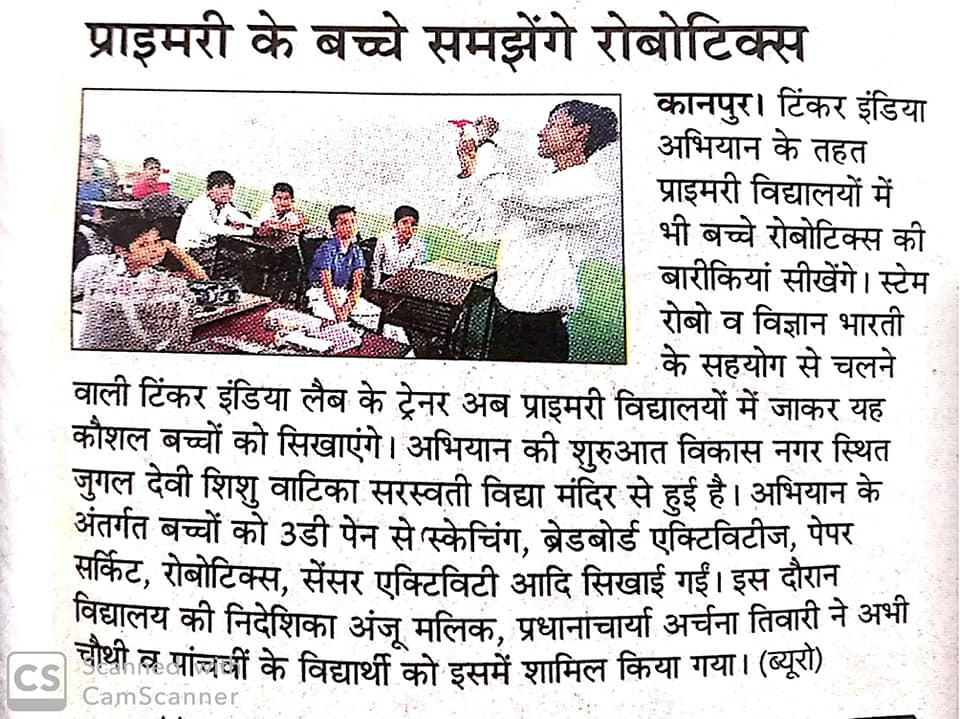 प्राइमरी के बच्चे समझेंगे रोबोटिक्स
कानपुर। टिंकर इंडिया
अभियान के तहत
प्राइमरी विद्यालयों में
भी बच्चे रोबोटिक्स की
बारीकियां सीखेंगे। स्टेम
रोबो व विज्ञान भारती
के सहयोग से चलने
वाली टिंकर इंडिया लैब के ट्रेनर अब प्राइमरी विद्यालयों में जाकर यह
कौशल बच्चों को सिखाएंगे। अभियान की शुरुआत विकास नगर स्थित
जुगल देवी शिशु वाटिका सरस्वती विद्या मंदिर से हुई है। अभियान के
अंतर्गत बच्चों को 3डी पेन से स्केचिंग, ब्रेडबोर्ड एक्टिविटीज, पेपर
सर्किट, रोबोटिक्स, सेंसर एक्टिविटी आदि सिखाई गईं। इस दौरान
विद्यालय की निदेशिका अंजू मलिक, प्रधानाचार्या अर्चना तिवारी ने अभी
चौथी व पांचवीं के विद्यार्थी को इसमें शामिल किया गया। (ब्यूरो)
CS Scanned with
CamScanner